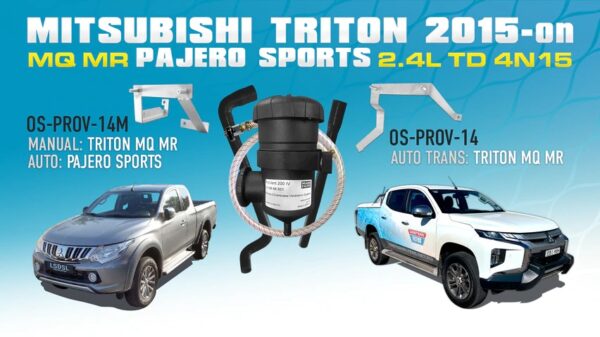 MITSUBISHI TRITON 2015-on
MQ MR PAJERO SPORTS 2.4L TD 4N15
OS-PROV-14M
MANUAL: TRITON MQ MR
AUTO: PAJERO SPORTS
OS-PROV-14
AUTO TRANS: TRITON MQ MR